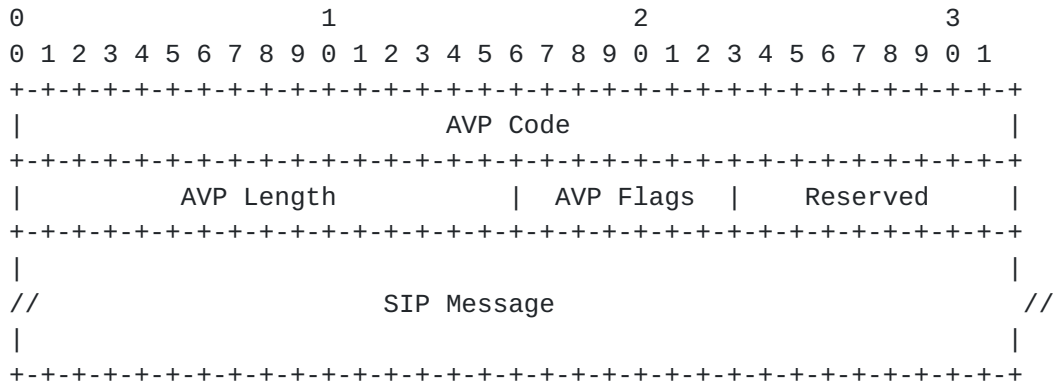 0                   1                   2                   3
0 1 2 3 4 5 6 7 8 9 0 1 2 3 4 5 6 7 8 9 0 1 2 3 4 5 6 7 8 9 0 1
+-+-+-+-+-+-+-+-+-+-+-+-+-+-+-+-+-+-+-+-+-+-+-+-+-+-+-+-+-+-+-+-+
|                           AVP Code                            |
+-+-+-+-+-+-+-+-+-+-+-+-+-+-+-+-+-+-+-+-+-+-+-+-+-+-+-+-+-+-+-+-+
|          AVP Length           |  AVP Flags  |    Reserved     |
+-+-+-+-+-+-+-+-+-+-+-+-+-+-+-+-+-+-+-+-+-+-+-+-+-+-+-+-+-+-+-+-+
|                                                               |
//                      SIP Message                              //
|                                                               |
+-+-+-+-+-+-+-+-+-+-+-+-+-+-+-+-+-+-+-+-+-+-+-+-+-+-+-+-+-+-+-+-+